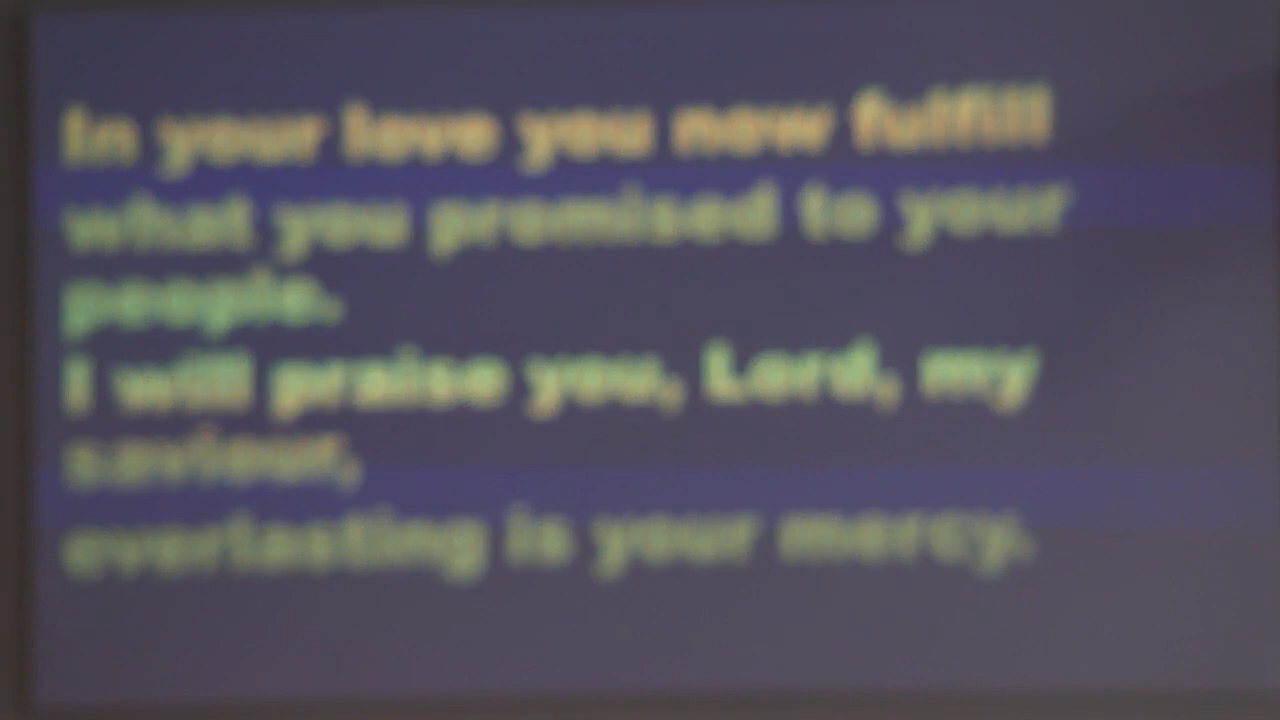 In your love you now fulfill
what you promised to your
people.
I will praise you, Lord, my
saviour,
everlasting is your mercy.